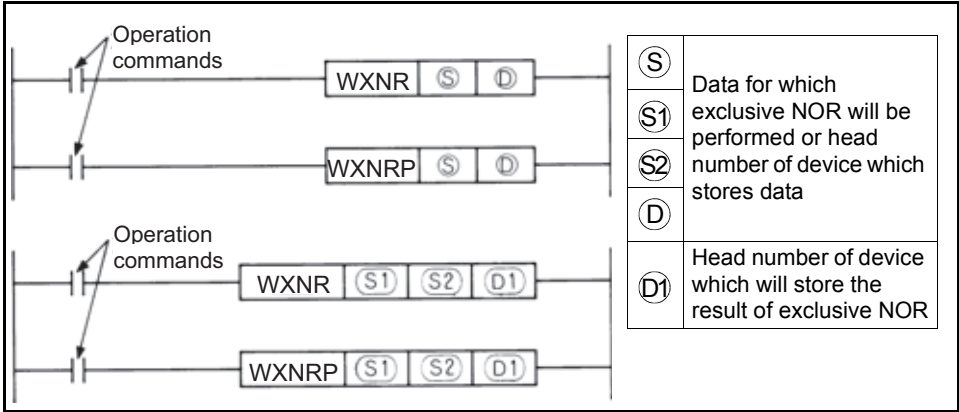 Operation
commands
WXNR Ⓢ Ⓓ
WXNRP Ⓢ Ⓓ
Operation
commands
WXNR S1 S2 D1
WXNRP S1 S2 D1
Ⓢ
S1
S2
Ⓓ
Data for which
exclusive NOR will be
performed or head
number of device which
stores data
D1
Head number of device
which will store the
result of exclusive NOR